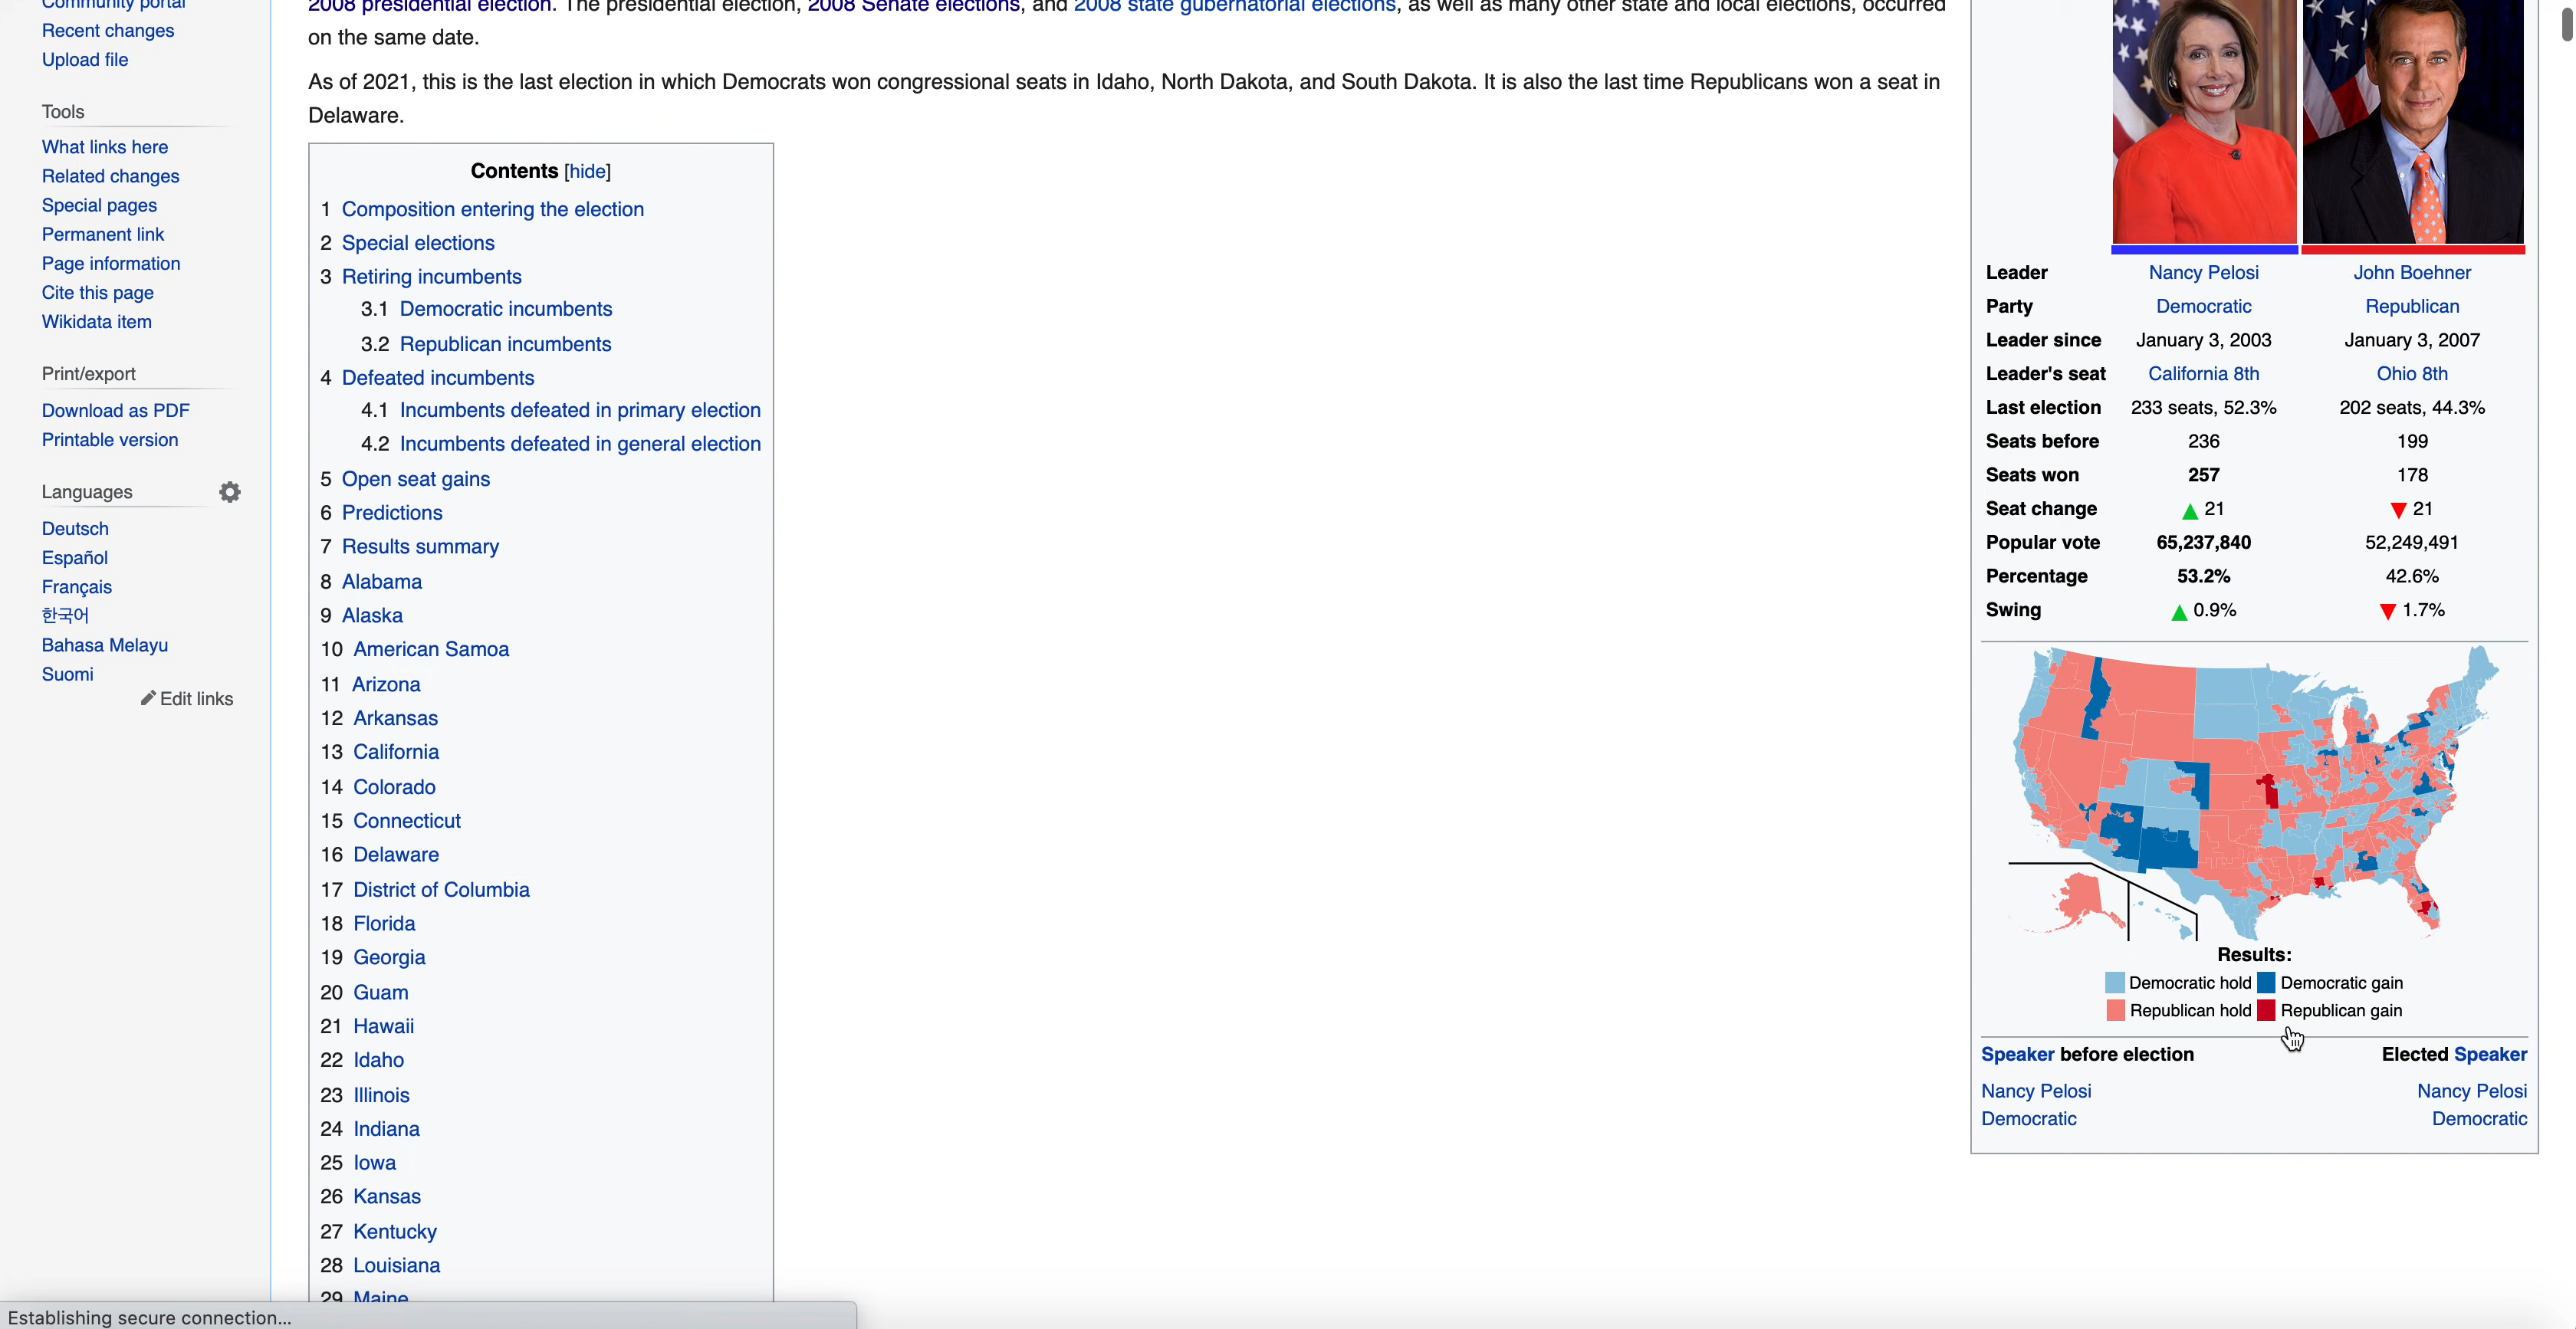 Community portal
Recent changes
Upload file
Tools
What links here
Related changes
Special pages
Permanent link
Page information
Cite this page
Wikidata item
Print/export
Download as PDF
Printable version
Languages
Deutsch
Español
Français
한국어
Bahasa Melayu
Suomi
Edit links
2008 presidential election. The presidential election, 2008 Senate elections, and 2008 state gubernatorial elections, as well as many other state and local elections, occurred
on the same date.
As of 2021, this is the last election in which Democrats won congressional seats in Idaho, North Dakota, and South Dakota. It is also the last time Republicans won a seat in
Delaware.
Contents [hide]
1 Composition entering the election
2 Special elections
3 Retiring incumbents
3.1 Democratic incumbents
3.2 Republican incumbents
4 Defeated incumbents
4.1 Incumbents defeated in primary election
4.2 Incumbents defeated in general election
5 Open seat gains
6 Predictions
7 Results summary
8 Alabama
9 Alaska
10 American Samoa
11 Arizona
12 Arkansas
13 California
14 Colorado
15 Connecticut
16 Delaware
17 District of Columbia
18 Florida
19 Georgia
20 Guam
21 Hawaii
22 Idaho
23 Illinois
24 Indiana
25 Iowa
26 Kansas
27 Kentucky
28 Louisiana
29 Maine
Leader Nancy Pelosi John Boehner
Party Democratic Republican
Leader since January 3, 2003 January 3, 2007
Leader's seat California 8th Ohio 8th
Last election 233 seats, 52.3% 202 seats, 44.3%
Seats before 236 199
Seats won 257 178
Seat change ▲ 21 ▼ 21
Popular vote 65,237,840 52,249,491
Percentage 53.2% 42.6%
Swing ▲ 0.9% ▼ 1.7%
Results:
Democratic hold Democratic gain
Republican hold Republican gain
Speaker before election Elected Speaker
Nancy Pelosi Nancy Pelosi
Democratic Democratic
Establishing secure connection...